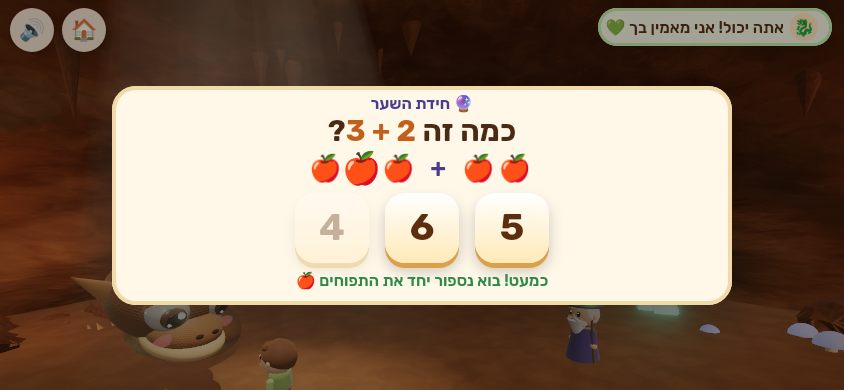 אתה יכול! אני מאמין בך 💚
🔮 חידת השער
כמה זה 2 + 3?
+
5 6 4
כמעט! בוא נספור יחד את התפוחים 🍎